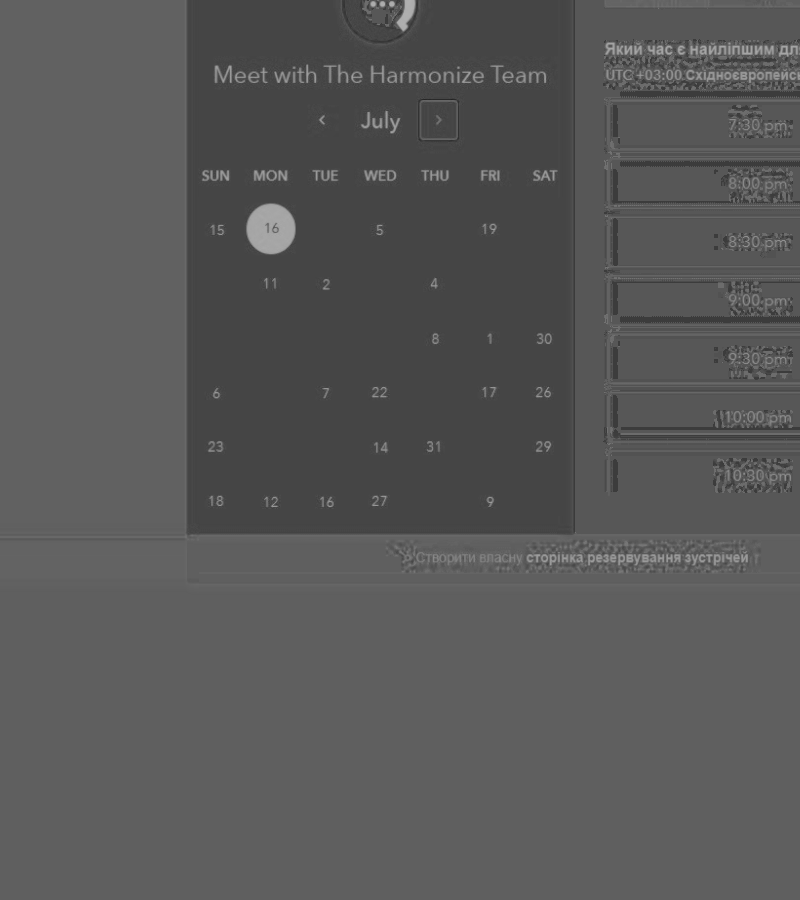 Meet with The Harmonize Team
July
SUN MON TUE WED THU FRI SAT
15 16 5 19
11 2 4
8 1 30
6 7 22 17 26
23 14 31 29
18 12 16 27 9
Який час є найліпшим
UTC +03:00
7:30 pm
8:00 pm
8:30 pm
9:00 pm
9:30 pm
10:00 pm
10:30 pm
Створити власну сторінка резервування зустрічей